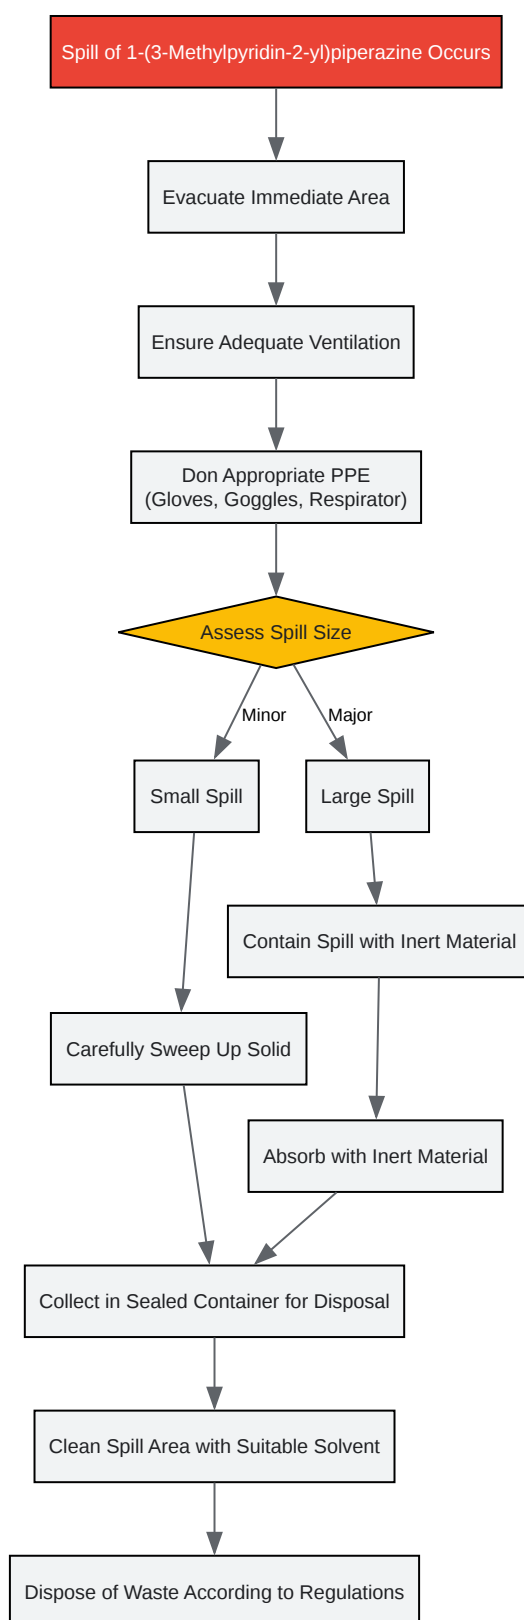 Spill of 1-(3-Methylpyridin-2-yl)piperazine Occurs
Evacuate Immediate Area
Ensure Adequate Ventilation
Don Appropriate PPE
(Gloves, Goggles, Respirator)
Assess Spill Size
Minor
Major
Small Spill
Large Spill
Contain Spill with Inert Material
Carefully Sweep Up Solid
Absorb with Inert Material
Collect in Sealed Container for Disposal
Clean Spill Area with Suitable Solvent
Dispose of Waste According to Regulations